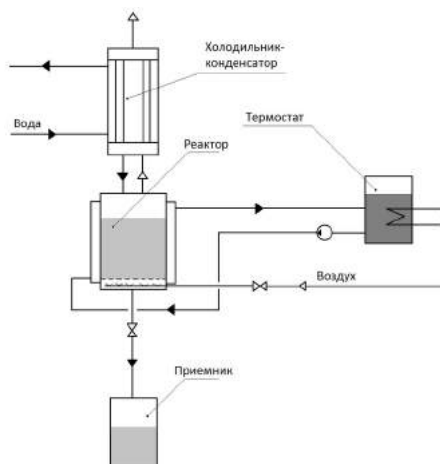 Холодильник-
конденсатор
Вода
Термостат
Реактор
Воздух
Приемник